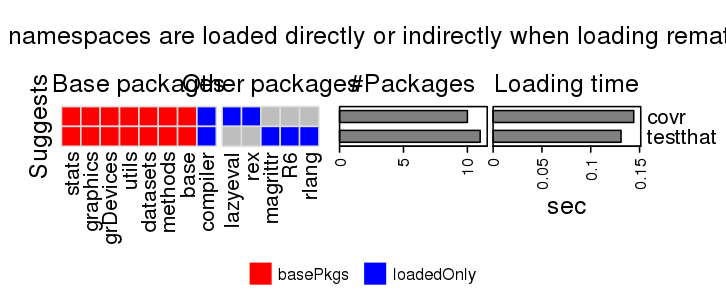 namespaces are loaded directly or indirectly when loading remat
Base packages
Other packages
#Packages
Loading time
Suggests
covr
testthat
stats
graphics
grDevices
utils
datasets
methods
base
compiler
lazyeval
rex
magrittr
R6
rlang
0
5
10
0
0.05
0.1
0.15
sec
basePkgs
loadedOnly